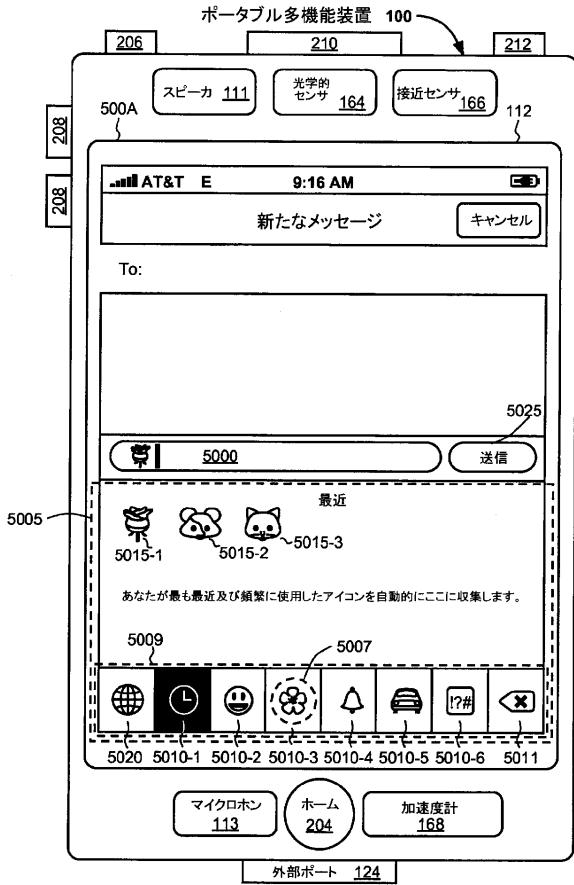 ポータブル多機能装置 100
206
210
212
スピーカ 111
光学的
センサ 164
接近センサ 166
500A
112
208
208
AT&T E 9:16 AM
新たなメッセージ
キャンセル
To:
5025
5000
送信
5005
最近
5015-1
5015-2
5015-3
あなたが最も最近及び頻繁に使用したアイコンを自動的にここに収集します。
5009
5007
!?#
5020 5010-1 5010-2 5010-3 5010-4 5010-5 5010-6 5011
マイクロホン
113
ホーム
204
加速度計
168
外部ポート 124